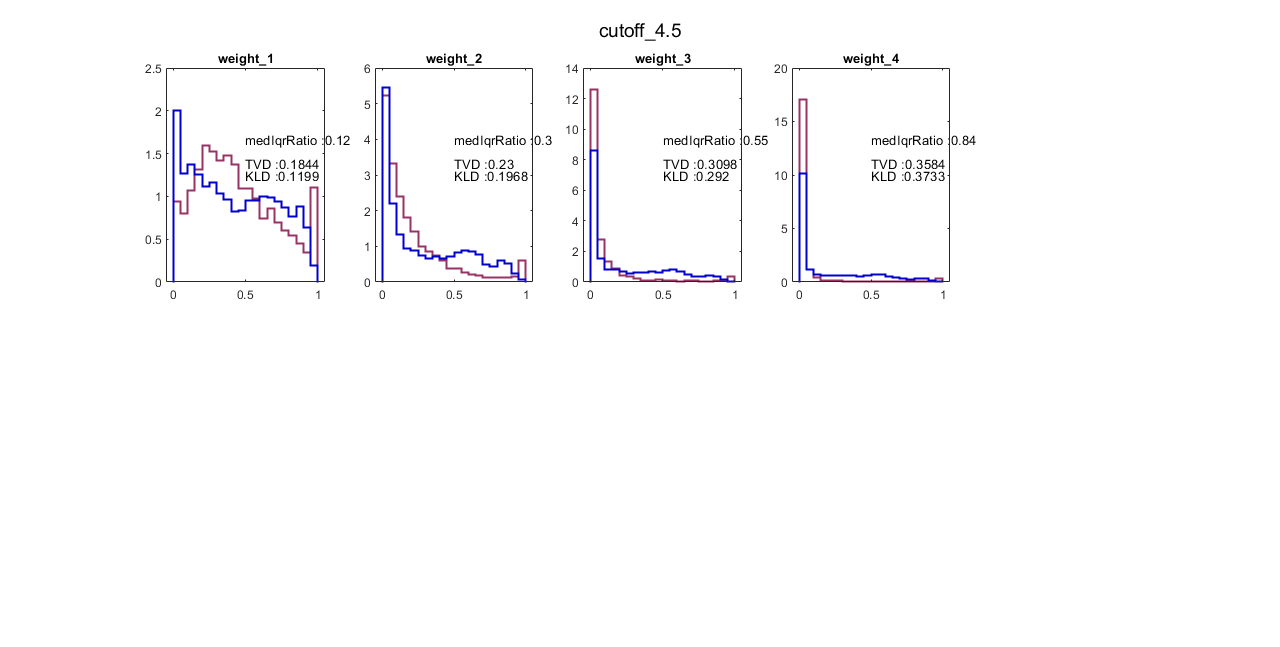 cutoff_4.5
weight_1
2.5
2
1.5
1
0.5
0
0
0.5
1
medIqrRatio :0.12
TVD :0.1844
KLD :0.1199
weight_2
6
5
4
3
2
1
0
0
0.5
1
medIqrRatio :0.3
TVD :0.23
KLD :0.1968
weight_3
14
12
10
8
6
4
2
0
0
0.5
1
medIqrRatio :0.55
TVD :0.3098
KLD :0.292
weight_4
20
15
10
5
0
0
0.5
1
medIqrRatio :0.84
TVD :0.3584
KLD :0.3733